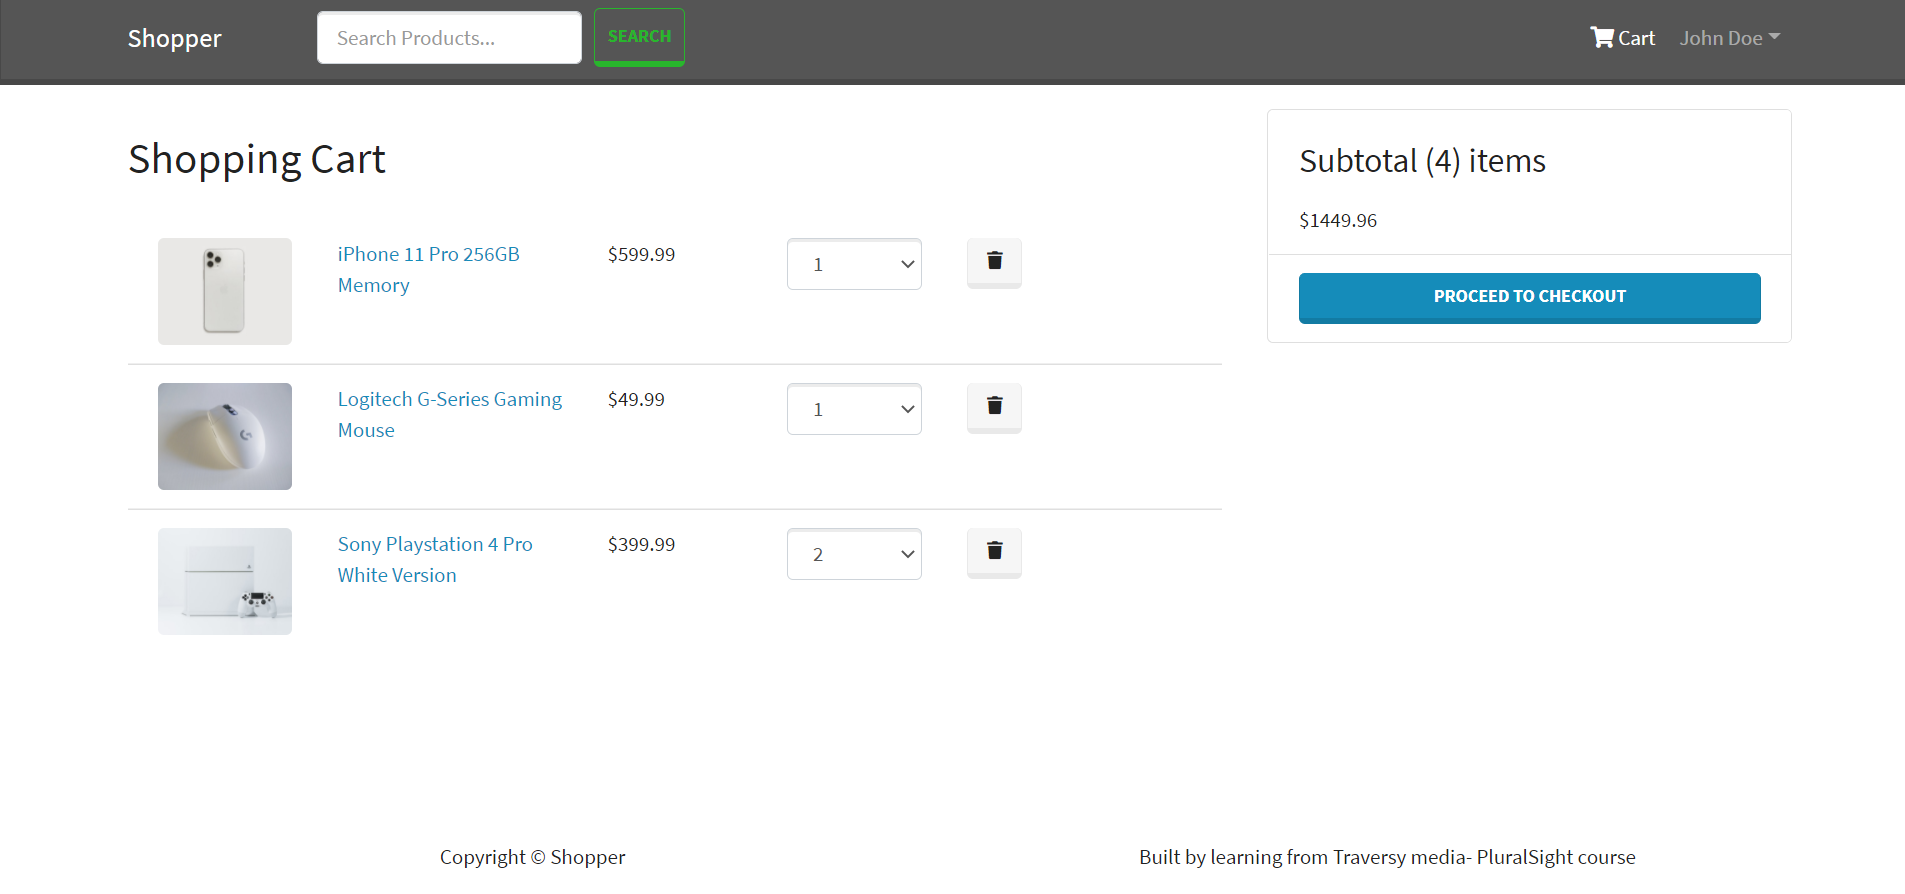 Shopper
Search Products...
SEARCH
Cart
John Doe
Shopping Cart
iPhone 11 Pro 256GB
Memory
$599.99
1
Logitech G-Series Gaming
Mouse
$49.99
1
Sony Playstation 4 Pro
White Version
$399.99
2
Subtotal (4) items
$1449.96
PROCEED TO CHECKOUT
Copyright © Shopper
Built by learning from Traversy media- PluralSight course